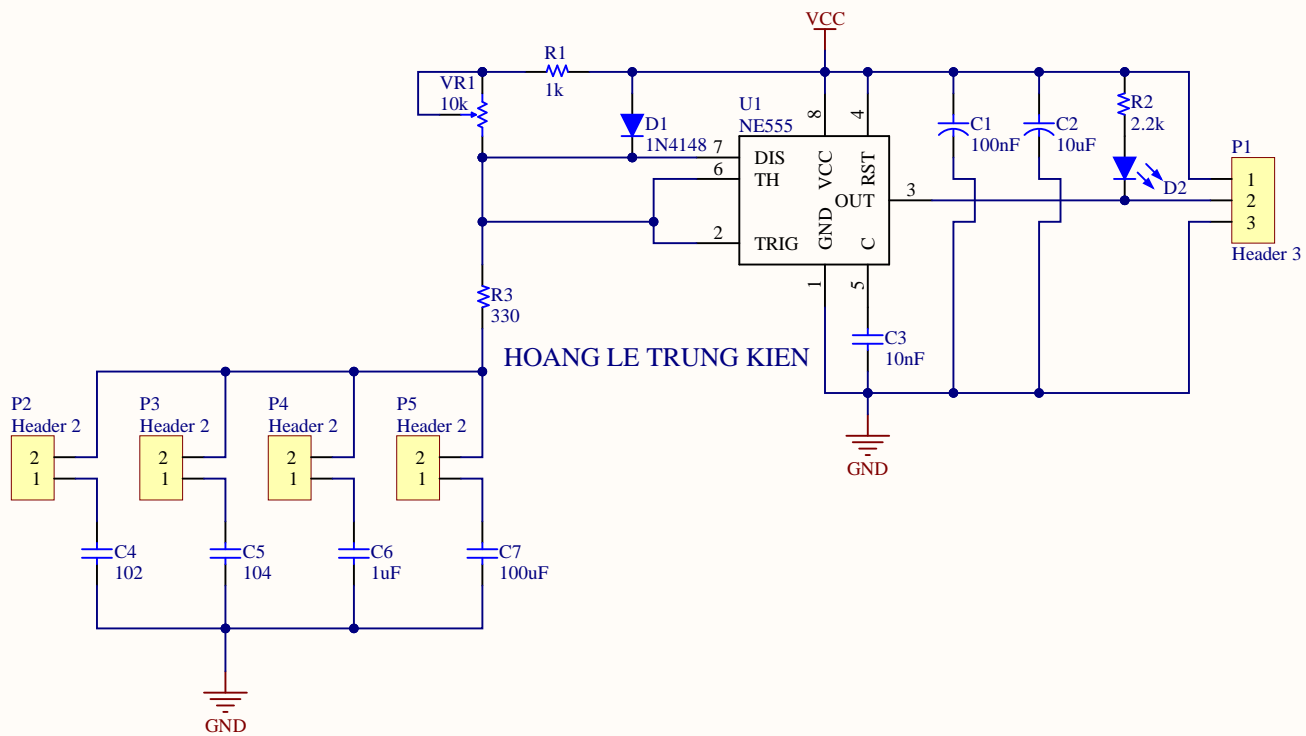 VCC
R1
1k
VR1
10k
D1
1N4148
U1
NE555
8
4
7
6
2
3
1
5
DIS
TH
TRIG
VCC
RST
OUT
GND
C
C1
100nF
C2
10uF
R2
2.2k
D2
P1
1
2
3
Header 3
R3
330
C3
10nF
HOANG LE TRUNG KIEN
GND
P2
Header 2
2
1
P3
Header 2
2
1
P4
Header 2
2
1
P5
Header 2
2
1
C4
102
C5
104
C6
1uF
C7
100uF
GND